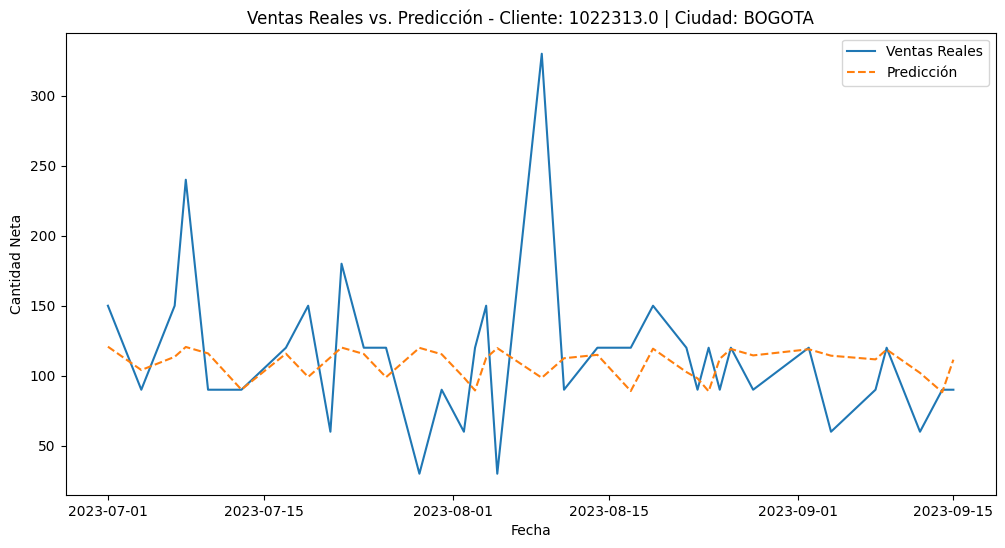 Ventas Reales vs. Predicción - Cliente: 1022313.0 | Ciudad: BOGOTA
Ventas Reales
Predicción
Cantidad Neta
300
250
200
150
100
50
2023-07-01
2023-07-15
2023-08-01
2023-08-15
2023-09-01
2023-09-15
Fecha